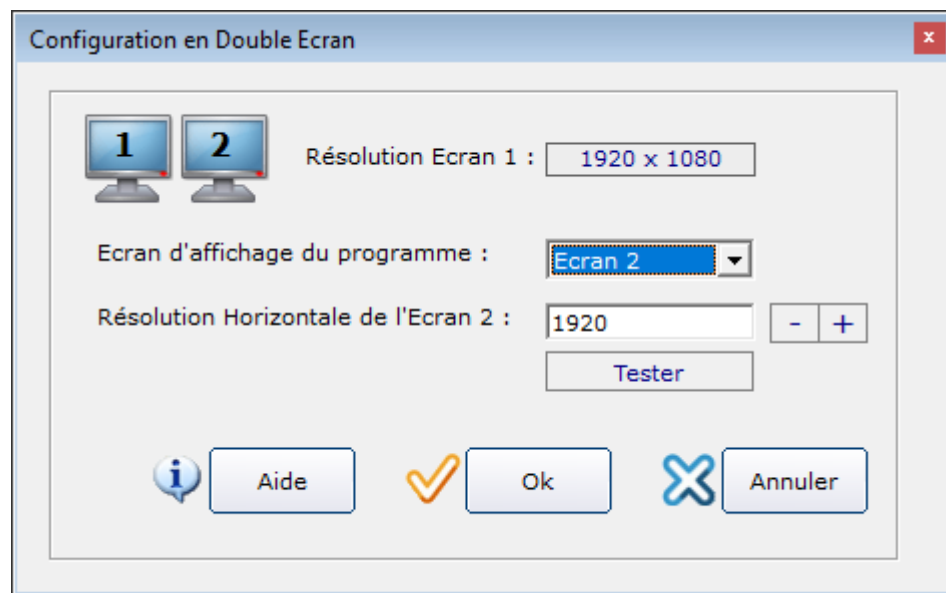 Configuration en Double Ecran
x
1 2
Résolution Ecran 1 : 1920 x 1080
Ecran d'affichage du programme : Ecran 2
Résolution Horizontale de l'Ecran 2 : 1920 - +
Tester
i Aide Ok Annuler